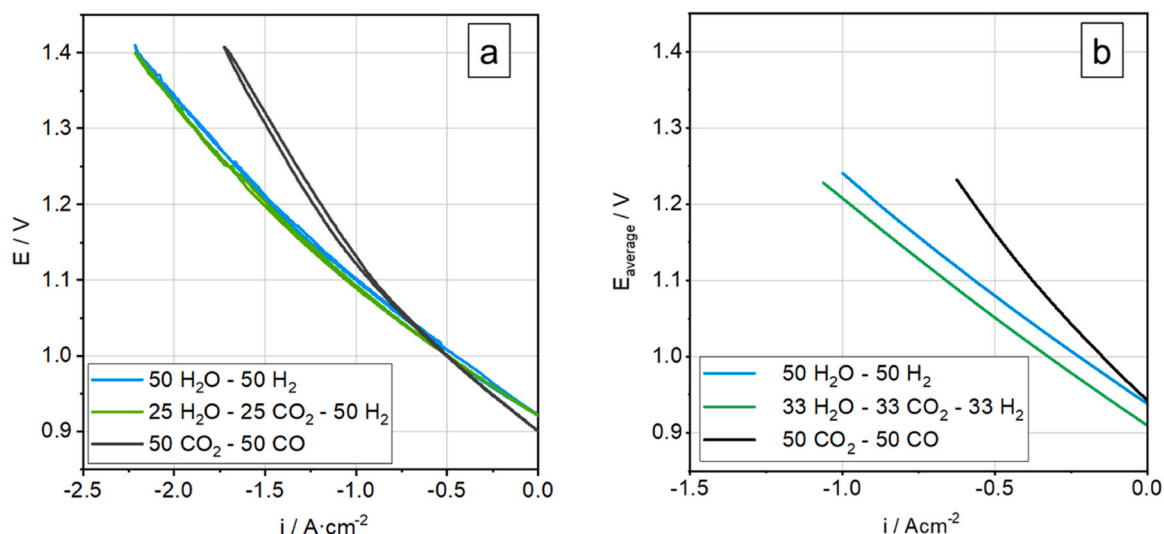 a
1.4
1.3
1.2
1.1
1.0
0.9
E / V
50 H₂O - 50 H₂
25 H₂O - 25 CO₂ - 50 H₂
50 CO₂ - 50 CO
-2.5 -2.0 -1.5 -1.0 -0.5 0.0
i / A·cm⁻²
b
1.4
1.3
1.2
1.1
1.0
0.9
E_average / V
50 H₂O - 50 H₂
33 H₂O - 33 CO₂ - 33 H₂
50 CO₂ - 50 CO
-1.5 -1.0 -0.5 0.0
i / Acm⁻²